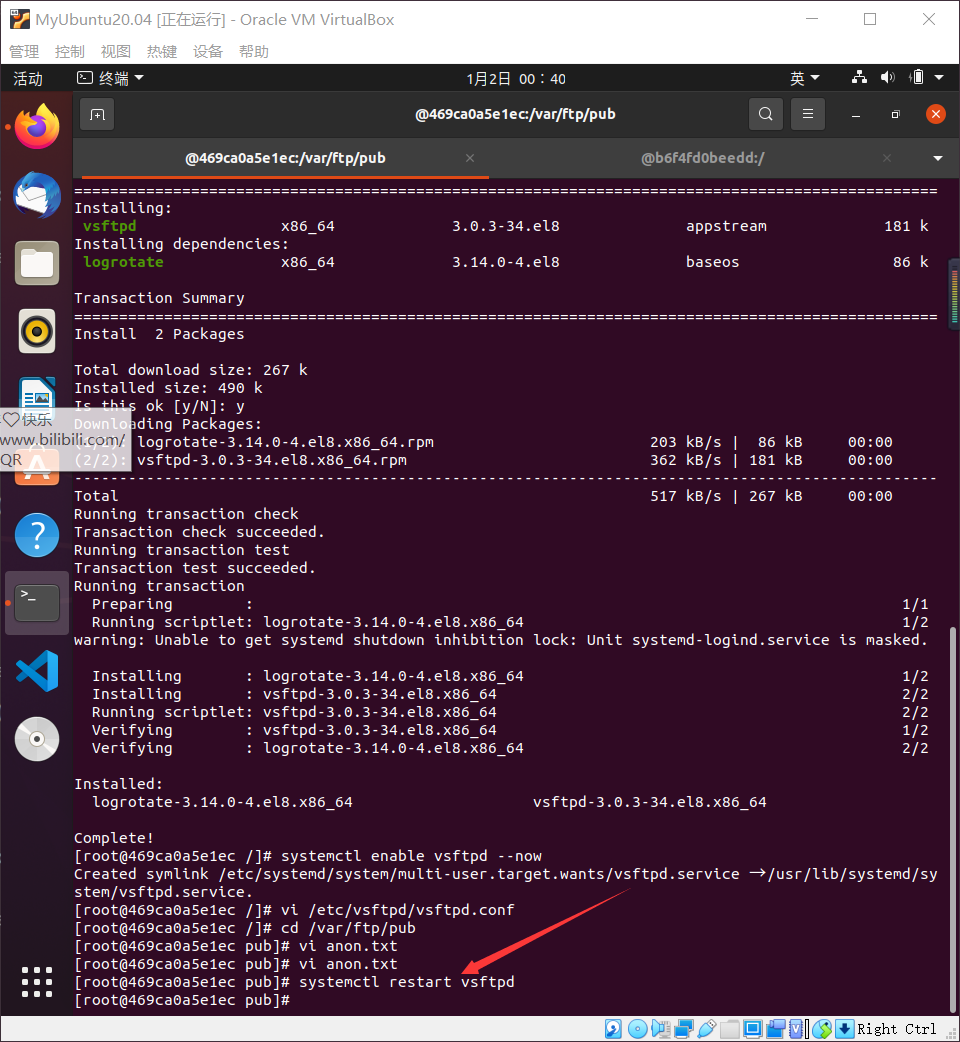 MyUbuntu20.04 [正在运行] - Oracle VM VirtualBox
管理 控制 视图 热键 设备 帮助
活动 终端 1月2日 00：40 英
@469ca0a5e1ec:/var/ftp/pub
@469ca0a5e1ec:/var/ftp/pub × @b6f4fd0beedd:/ ×
================================================================================================
Installing:
vsftpd x86_64 3.0.3-34.el8 appstream 181 k
Installing dependencies:
logrotate x86_64 3.14.0-4.el8 baseos 86 k
Transaction Summary
================================================================================================
Install 2 Packages
Total download size: 267 k
Installed size: 490 k
Is this ok [y/N]: y
Downloading Packages:
♡快乐
www.bilibili.com/
QR
logrotate-3.14.0-4.el8.x86_64.rpm 203 kB/s | 86 kB 00:00
(2/2): vsftpd-3.0.3-34.el8.x86_64.rpm 362 kB/s | 181 kB 00:00
------------------------------------------------------------------------------------------------
Total 517 kB/s | 267 kB 00:00
Running transaction check
Transaction check succeeded.
Running transaction test
Transaction test succeeded.
Running transaction
Preparing : 1/1
Running scriptlet: logrotate-3.14.0-4.el8.x86_64 1/2
warning: Unable to get systemd shutdown inhibition lock: Unit systemd-logind.service is masked.
Installing : logrotate-3.14.0-4.el8.x86_64 1/2
Installing : vsftpd-3.0.3-34.el8.x86_64 2/2
Running scriptlet: vsftpd-3.0.3-34.el8.x86_64 2/2
Verifying : vsftpd-3.0.3-34.el8.x86_64 1/2
Verifying : logrotate-3.14.0-4.el8.x86_64 2/2
Installed:
logrotate-3.14.0-4.el8.x86_64 vsftpd-3.0.3-34.el8.x86_64
Complete!
[root@469ca0a5e1ec /]# systemctl enable vsftpd --now
Created symlink /etc/systemd/system/multi-user.target.wants/vsftpd.service → /usr/lib/systemd/sy
stem/vsftpd.service.
[root@469ca0a5e1ec /]# vi /etc/vsftpd/vsftpd.conf
[root@469ca0a5e1ec /]# cd /var/ftp/pub
[root@469ca0a5e1ec pub]# vi anon.txt
[root@469ca0a5e1ec pub]# vi anon.txt
[root@469ca0a5e1ec pub]# systemctl restart vsftpd
[root@469ca0a5e1ec pub]#
Right Ctrl